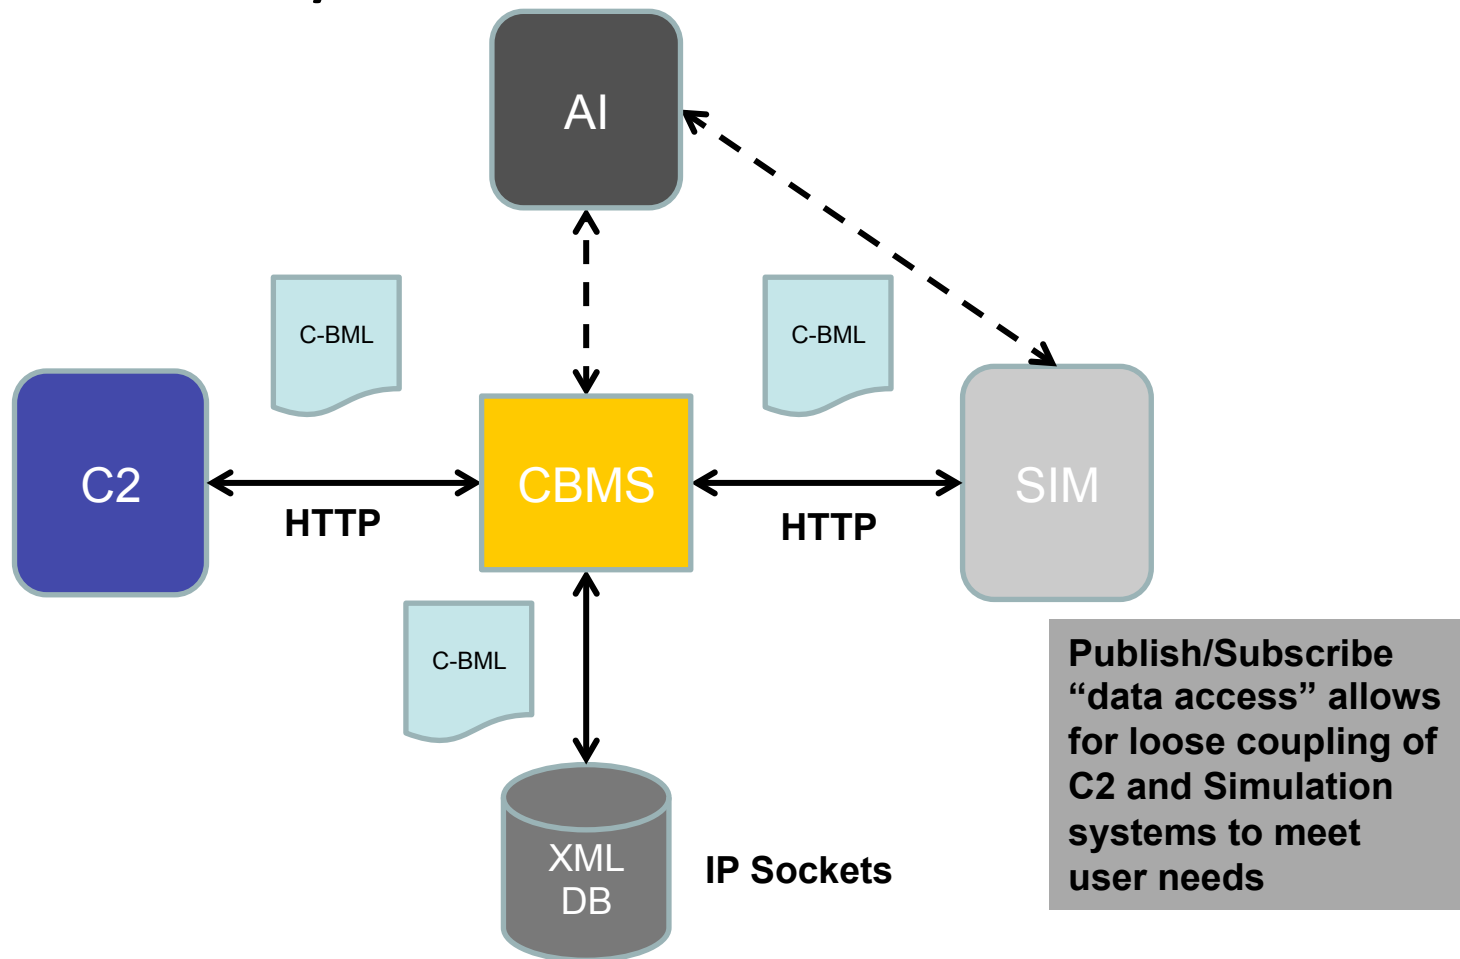 AI
C-BML
C-BML
C2
CBMS
SIM
HTTP
HTTP
C-BML
Publish/Subscribe
“data access” allows
for loose coupling of
C2 and Simulation
systems to meet
user needs
XML
DB
IP Sockets